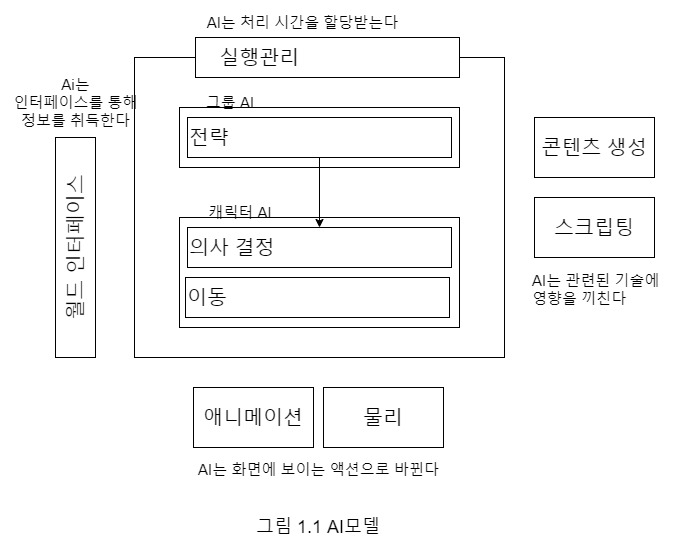 AI는 처리 시간을 할당받는다
실행관리
Ai는
인터페이스를 통해
정보를 취득한다
그룹 AI
전략
콘텐츠 생성
월드 인터페이스
캐릭터 AI
의사 결정
스크립팅
이동
AI는 관련된 기술에
영향을 끼친다
애니메이션
물리
AI는 화면에 보이는 액션으로 바뀐다
그림 1.1 AI모델